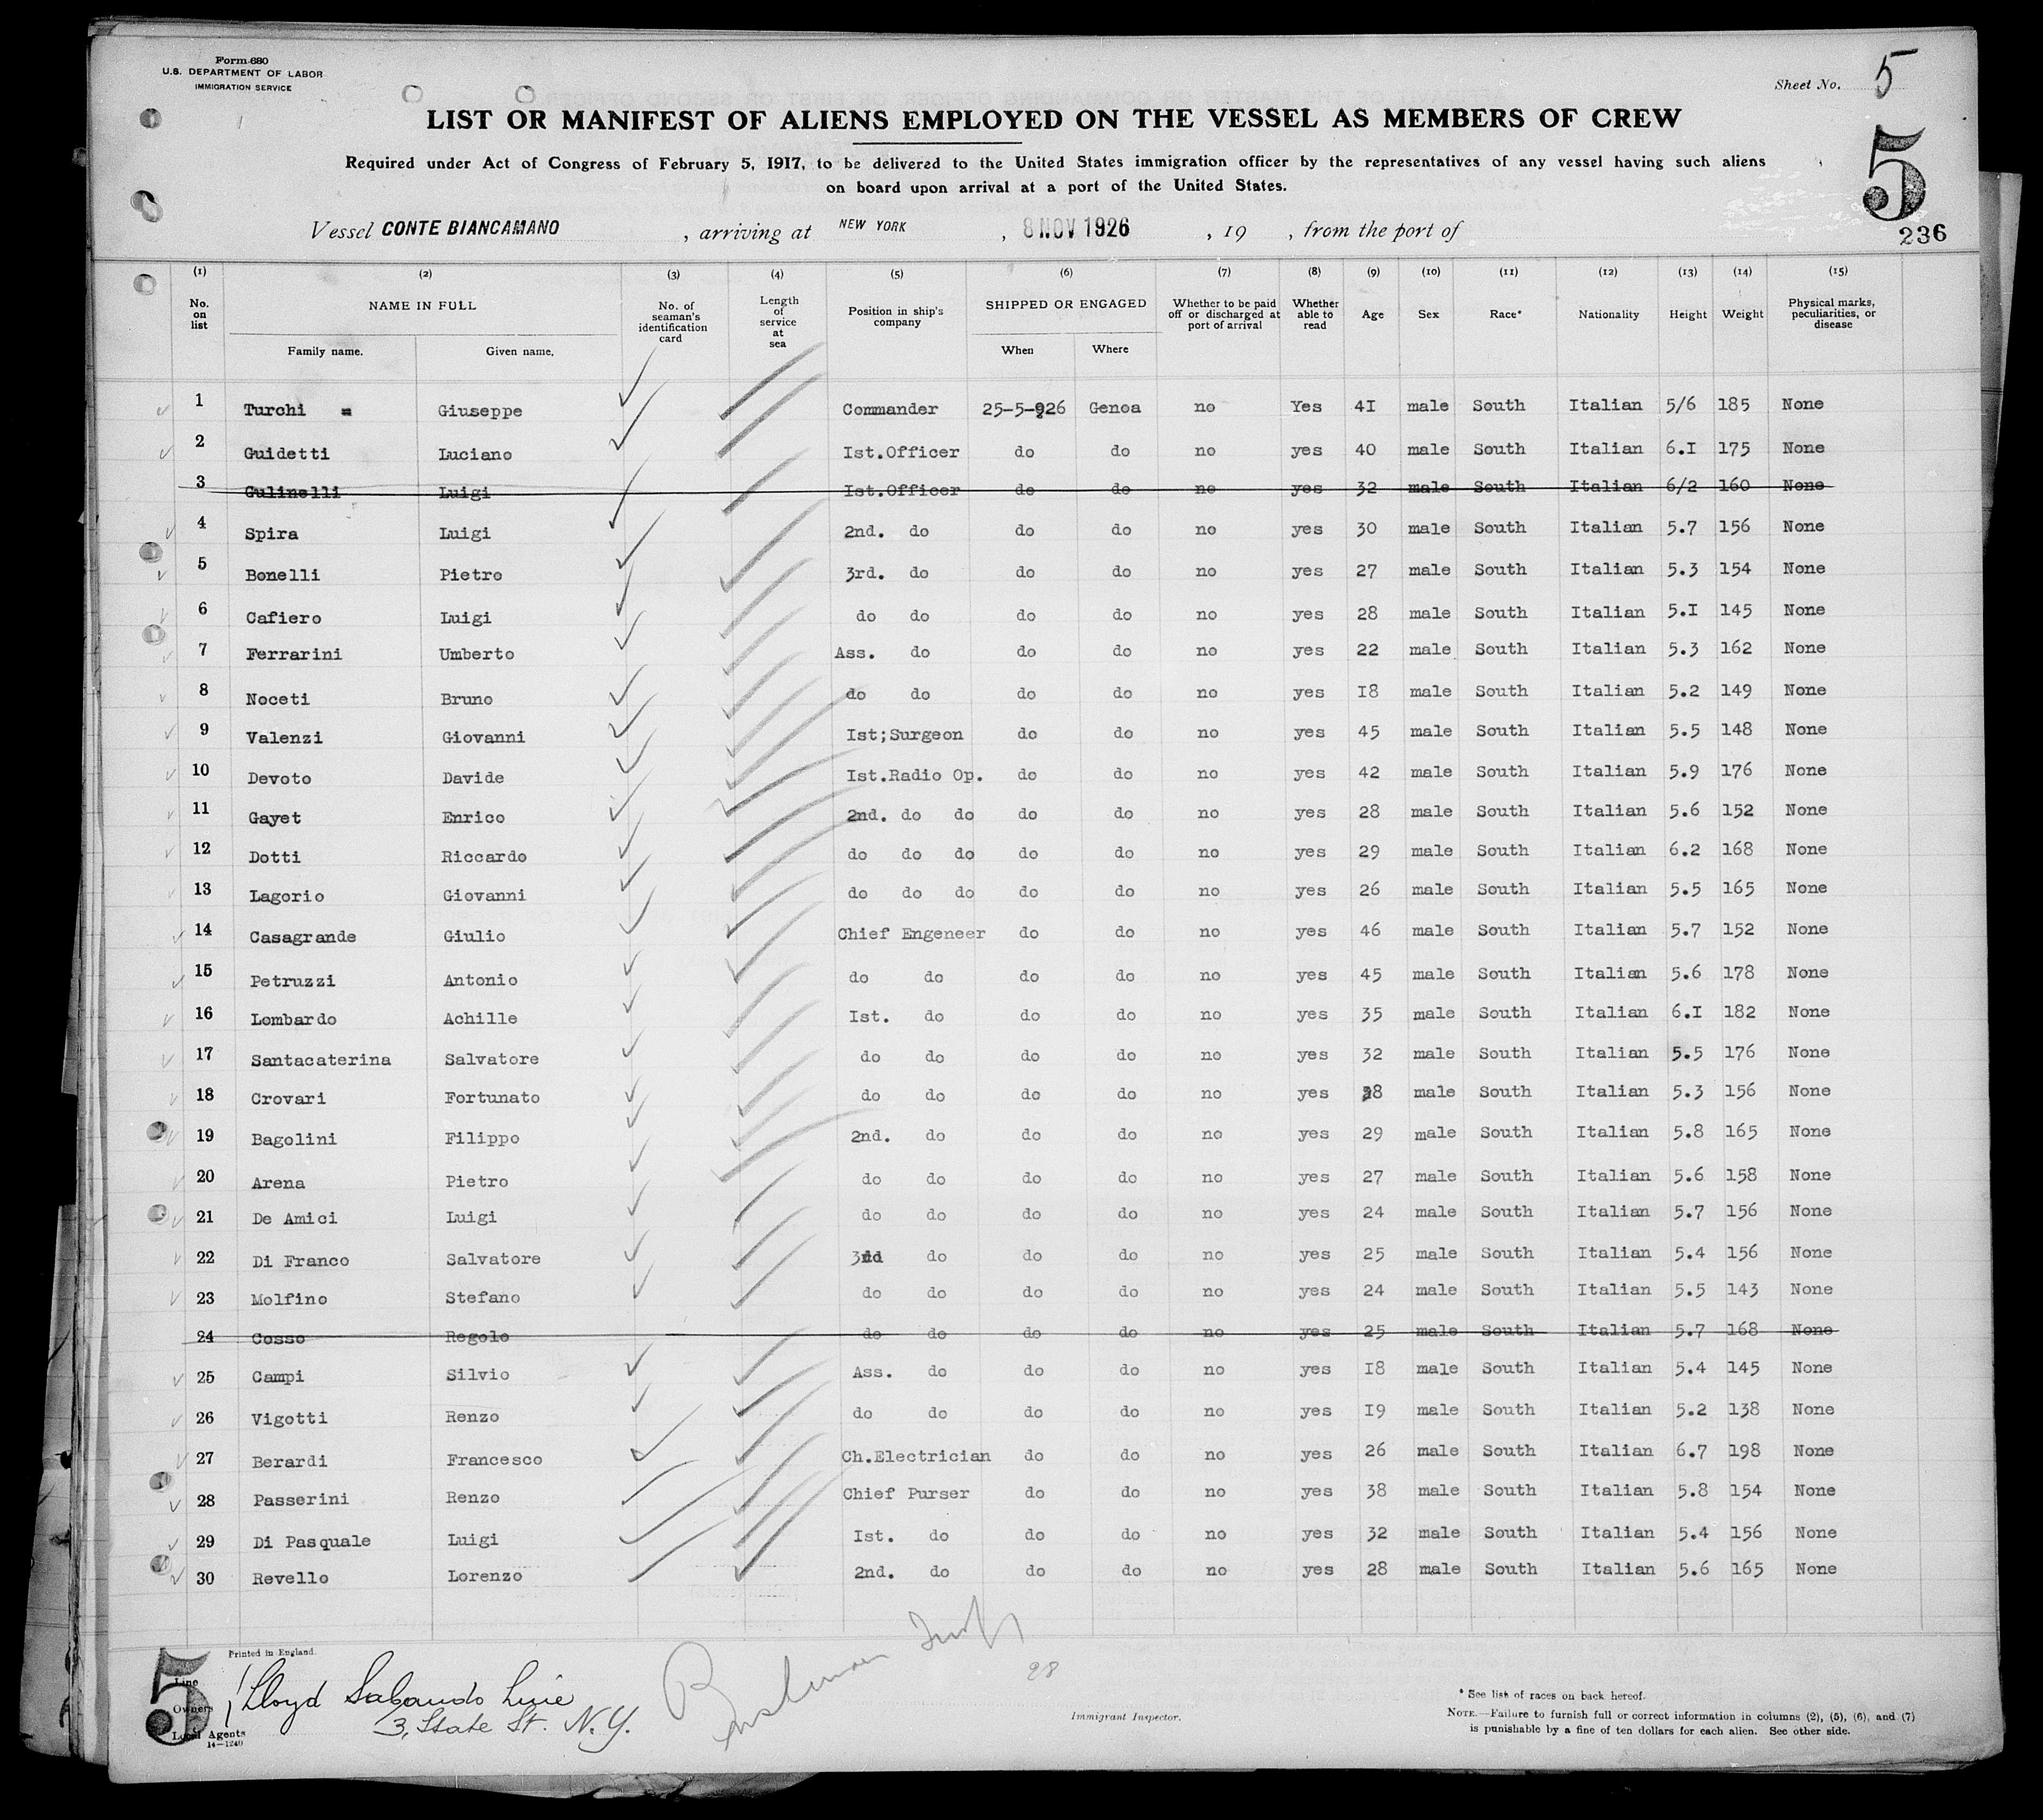 Form 680
U.S. DEPARTMENT OF LABOR
IMMIGRATION SERVICE
Sheet No. 5
LIST OR MANIFEST OF ALIENS EMPLOYED ON THE VESSEL AS MEMBERS OF CREW
Required under Act of Congress of February 5, 1917, to be delivered to the United States immigration officer by the representatives of any vessel having such aliens
on board upon arrival at a port of the United States.
5
236
Vessel CONTE BIANCAMANO , arriving at NEW YORK , 8 NOV 1926 , 19 , from the port of
(1) (2) (3) (4) (5) (6) (7) (8) (9) (10) (11) (12) (13) (14) (15)
No. on list NAME IN FULL No. of seaman's identification card Length of service at sea Position in ship's company SHIPPED OR ENGAGED Whether to be paid off or discharged at port of arrival Whether able to read Age Sex Race* Nationality Height Weight Physical marks, peculiarities, or disease
Family name. Given name. When Where
1 Turchi = Giuseppe Commander 25-5-926 Genoa no Yes 4I male South Italian 5/6 185 None
2 Guidetti Luciano Ist.Officer do do no yes 40 male South Italian 6.I 175 None
3 Gulinelli Luigi Ist.Officer do do no yes 32 male South Italian 6/2 160 None
4 Spira Luigi 2nd. do do do no yes 30 male South Italian 5.7 156 None
5 Bonelli Pietro 3rd. do do do no yes 27 male South Italian 5.3 154 None
6 Cafiero Luigi do do do do no yes 28 male South Italian 5.I 145 None
7 Ferrarini Umberto Ass. do do do no yes 22 male South Italian 5.3 162 None
8 Noceti Bruno do do do do no yes I8 male South Italian 5.2 149 None
9 Valenzi Giovanni Ist;Surgeon do do no yes 45 male South Italian 5.5 148 None
10 Devoto Davide Ist.Radio Op. do do no yes 42 male South Italian 5.9 176 None
11 Gayet Enrico 2nd. do do do do no yes 28 male South Italian 5.6 152 None
12 Dotti Riccardo do do do do do no yes 29 male South Italian 6.2 168 None
13 Lagorio Giovanni do do do do do no yes 26 male South Italian 5.5 165 None
14 Casagrande Giulio Chief Engeneer do do no yes 46 male South Italian 5.7 152 None
15 Petruzzi Antonio do do do do no yes 45 male South Italian 5.6 178 None
16 Lombardo Achille Ist. do do do no yes 35 male South Italian 6.I 182 None
17 Santacaterina Salvatore do do do do no yes 32 male South Italian 5.5 176 None
18 Crovari Fortunato do do do do no yes 28 male South Italian 5.3 156 None
19 Bagolini Filippo 2nd. do do do no yes 29 male South Italian 5.8 165 None
20 Arena Pietro do do do do no yes 27 male South Italian 5.6 158 None
21 De Amici Luigi do do do do no yes 24 male South Italian 5.7 156 None
22 Di Franco Salvatore 3rd do do do no yes 25 male South Italian 5.4 156 None
23 Molfino Stefano do do do do no yes 24 male South Italian 5.5 143 None
24 Cosso Regolo do do do do no yes 25 male South Italian 5.7 168 None
25 Campi Silvio Ass. do do do no yes I8 male South Italian 5.4 145 None
26 Vigotti Renzo do do do do no yes I9 male South Italian 5.2 138 None
27 Berardi Francesco Ch.Electrician do do no yes 26 male South Italian 6.7 198 None
28 Passerini Renzo Chief Purser do do no yes 38 male South Italian 5.8 154 None
29 Di Pasquale Luigi Ist. do do do no yes 32 male South Italian 5.4 156 None
30 Revello Lorenzo 2nd. do do do no yes 28 male South Italian 5.6 165 None
Printed in England.
5
Line
Owners
Local Agents
14—1240
Lloyd Sabaudo Line
3, State St. N.Y.
28
Immigrant Inspector.
* See list of races on back hereof.
NOTE.—Failure to furnish full or correct information in columns (2), (5), (6), and (7)
is punishable by a fine of ten dollars for each alien. See other side.